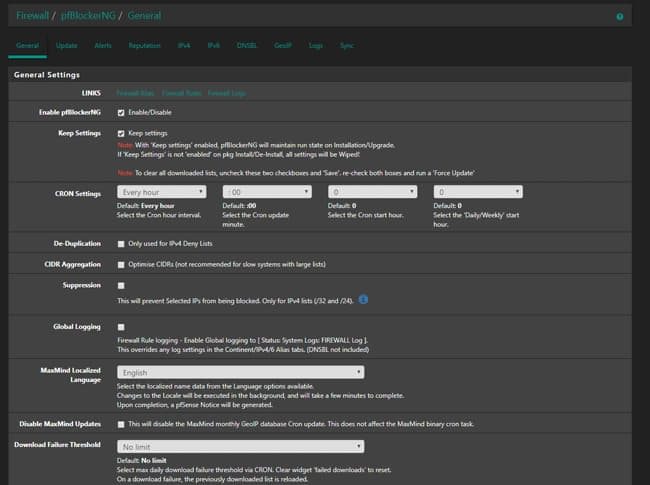 Firewall / pfBlockerNG / General
General Update Alerts Reputation IPv4 IPv6 DNSBL GeoIP Logs Sync
General Settings
LINKS Firewall Alias Firewall Rules Firewall Logs
Enable pfBlockerNG Enable/Disable
Keep Settings Keep settings
Note: With 'Keep settings' enabled, pfBlockerNG will maintain run state on Installation/Upgrade.
If 'Keep Settings' is not 'enabled' on pkg Install/De-Install, all settings will be Wiped!
Note: To clear all downloaded lists, uncheck these two checkboxes and 'Save'. re-check both boxes and run a 'Force Update'
CRON Settings Every hour : 00 0 0
Default: Every hour Default: :00 Default: 0 Default: 0
Select the Cron hour interval. Select the Cron update Select the Cron start hour. Select the 'Daily/Weekly' start
minute. hour.
De-Duplication Only used for IPv4 Deny Lists
CIDR Aggregation Optimise CIDRs (not recommended for slow systems with large lists)
Suppression
This will prevent Selected IPs from being blocked. Only for IPv4 lists (/32 and /24).
Global Logging
Firewall Rule logging - Enable Global logging to [ Status: System Logs: FIREWALL Log ].
This overrides any log settings in the Continent/IPv4/6 Alias tabs. (DNSBL not included)
MaxMind Localized English
Language
Select the localized name data from the Language options available.
Changes to the Locale will be executed in the background, and will take a few minutes to complete.
Upon completion, a pfSense Notice will be generated.
Disable MaxMind Updates This will disable the MaxMind monthly GeoIP database Cron update. This does not affect the MaxMind binary cron task.
Download Failure Threshold No limit
Default: No limit
Select max daily download failure threshold via CRON. Clear widget 'failed downloads' to reset.
On a download failure, the previously downloaded list is reloaded.